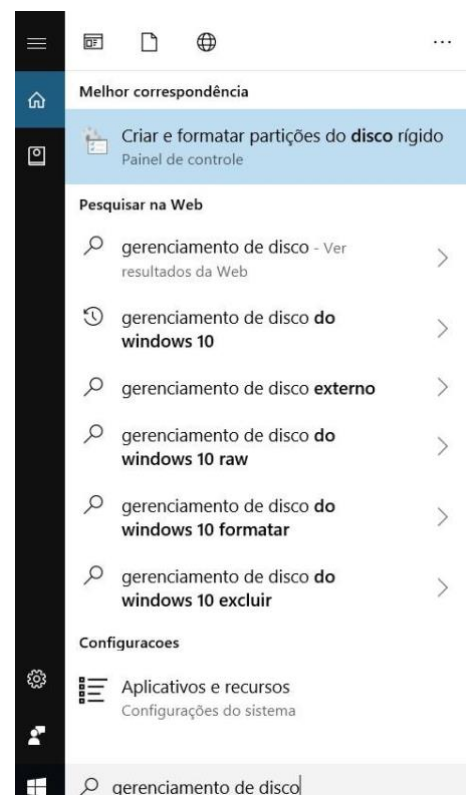 Melhor correspondência
Criar e formatar partições do disco rígido
Painel de controle
Pesquisar na Web
gerenciamento de disco - Ver
resultados da Web
gerenciamento de disco do
windows 10
gerenciamento de disco externo
gerenciamento de disco do
windows 10 raw
gerenciamento de disco do
windows 10 formatar
gerenciamento de disco do
windows 10 excluir
Configuracoes
Aplicativos e recursos
Configurações do sistema
gerenciamento de disco